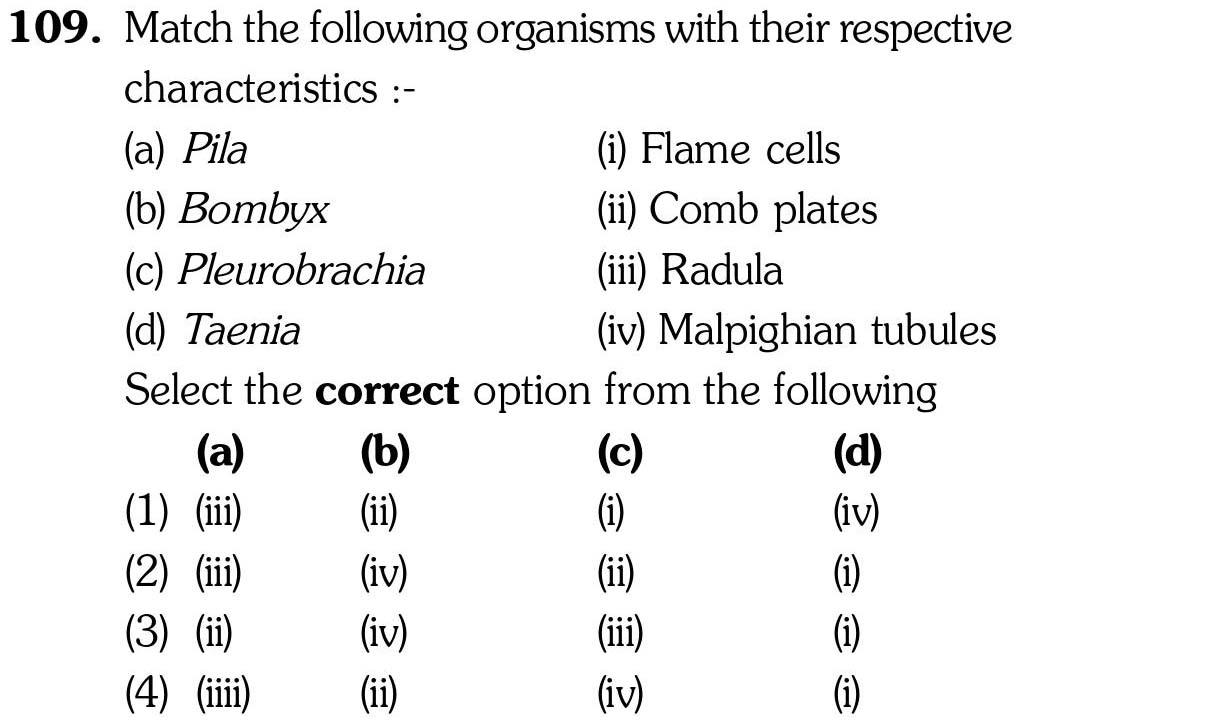 109. Match the following organisms with their respective
characteristics :-
(a) Pila (i) Flame cells
(b) Bombyx (ii) Comb plates
(c) Pleurobrachia (iii) Radula
(d) Taenia (iv) Malpighian tubules
Select the correct option from the following
(a) (b) (c) (d)
(1) (iii) (ii) (i) (iv)
(2) (iii) (iv) (ii) (i)
(3) (ii) (iv) (iii) (i)
(4) (iiii) (ii) (iv) (i)